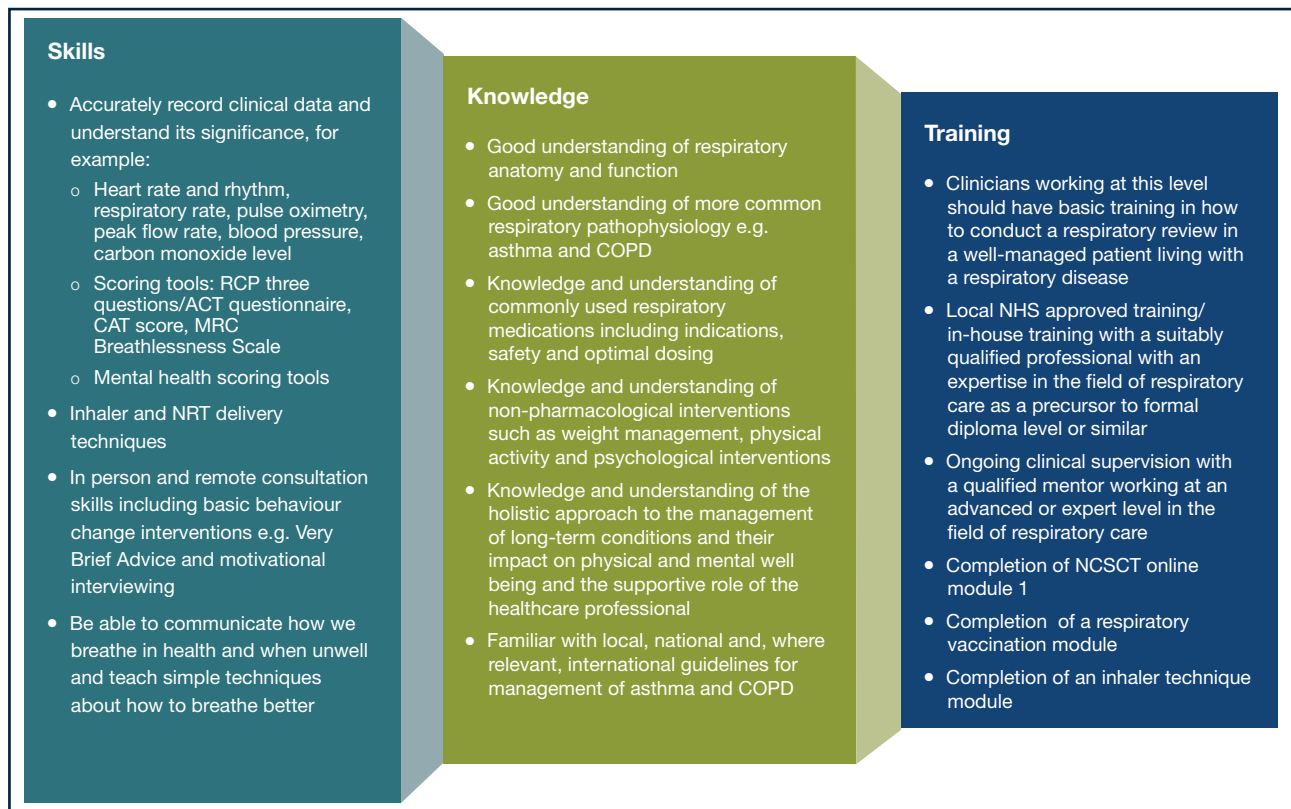 Skills
• Accurately record clinical data and
understand its significance, for
example:
o Heart rate and rhythm,
respiratory rate, pulse oximetry,
peak flow rate, blood pressure,
carbon monoxide level
o Scoring tools: RCP three
questions/ACT questionnaire,
CAT score, MRC
Breathlessness Scale
o Mental health scoring tools
• Inhaler and NRT delivery
techniques
• In person and remote consultation
skills including basic behaviour
change interventions e.g. Very
Brief Advice and motivational
interviewing
• Be able to communicate how we
breathe in health and when unwell
and teach simple techniques
about how to breathe better
Knowledge
• Good understanding of respiratory
anatomy and function
• Good understanding of more common
respiratory pathophysiology e.g.
asthma and COPD
• Knowledge and understanding of
commonly used respiratory
medications including indications,
safety and optimal dosing
• Knowledge and understanding of
non-pharmacological interventions
such as weight management, physical
activity and psychological interventions
• Knowledge and understanding of the
holistic approach to the management
of long-term conditions and their
impact on physical and mental well
being and the supportive role of the
healthcare professional
• Familiar with local, national and, where
relevant, international guidelines for
management of asthma and COPD
Training
• Clinicians working at this level
should have basic training in how
to conduct a respiratory review in
a well-managed patient living with
a respiratory disease
• Local NHS approved training/
in-house training with a suitably
qualified professional with an
expertise in the field of respiratory
care as a precursor to formal
diploma level or similar
• Ongoing clinical supervision with
a qualified mentor working at an
advanced or expert level in the
field of respiratory care
• Completion of NCSCT online
module 1
• Completion of a respiratory
vaccination module
• Completion of an inhaler technique
module